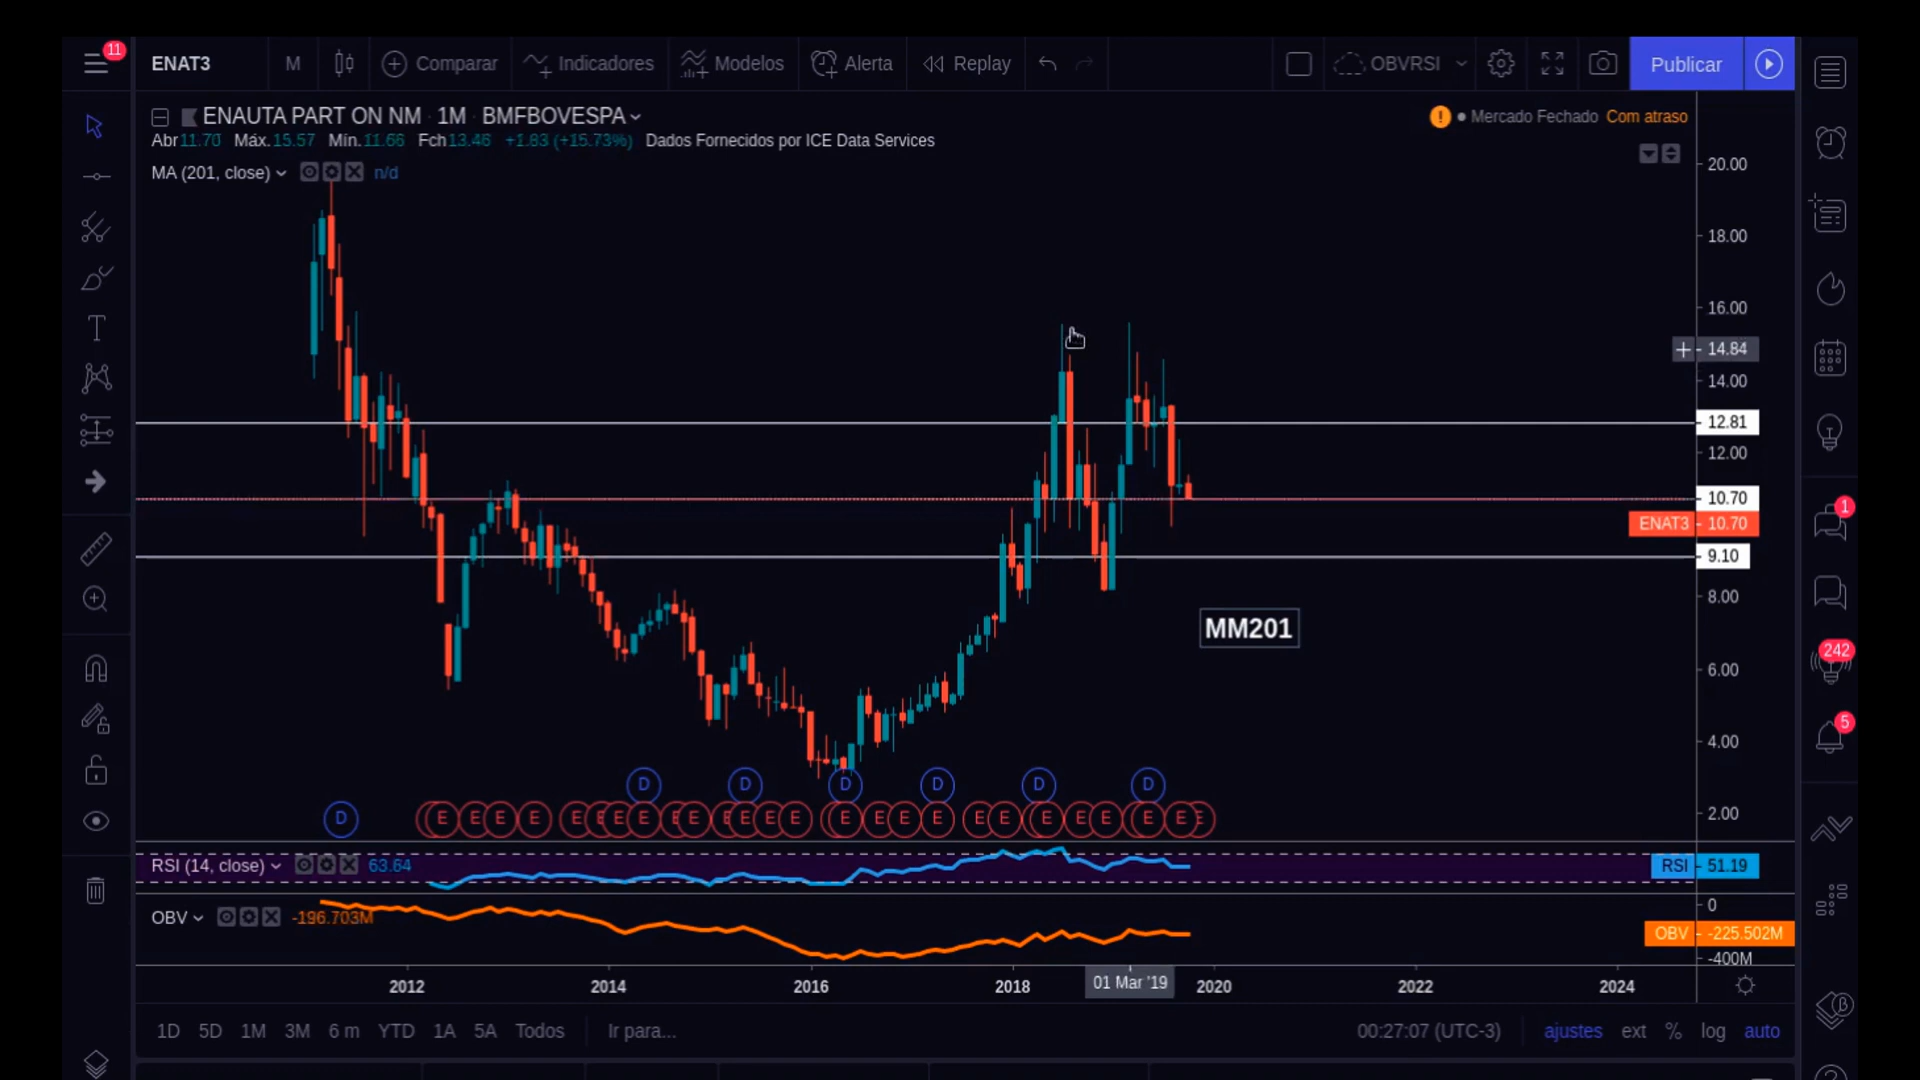 11
ENAT3 M Comparar Indicadores Modelos Alerta Replay OBVRSI Publicar
ENAUTA PART ON NM · 1M · BMFBOVESPA
Abr11.70 Máx.15.57 Mín.11.66 Fch13.46 +1.83 (+15.73%) Dados Fornecidos por ICE Data Services
! Mercado Fechado Com atraso
MA (201, close) n/d
20.00
18.00
16.00
14.84
14.00
12.81
12.00
10.70
ENAT3 10.70
9.10
8.00
6.00
4.00
2.00
1
242
5
MM201
D D D D D D
D E E E E E E E E E E E E E E E E E E E E E E E E E E E E
RSI (14, close) 63.64
RSI 51.19
OBV -196.703M
0
OBV -225.502M
-400M
2012 2014 2016 2018 01 Mar '19 2020 2022 2024
1D 5D 1M 3M 6 m YTD 1A 5A Todos Ir para... 00:27:07 (UTC-3) ajustes ext % log auto